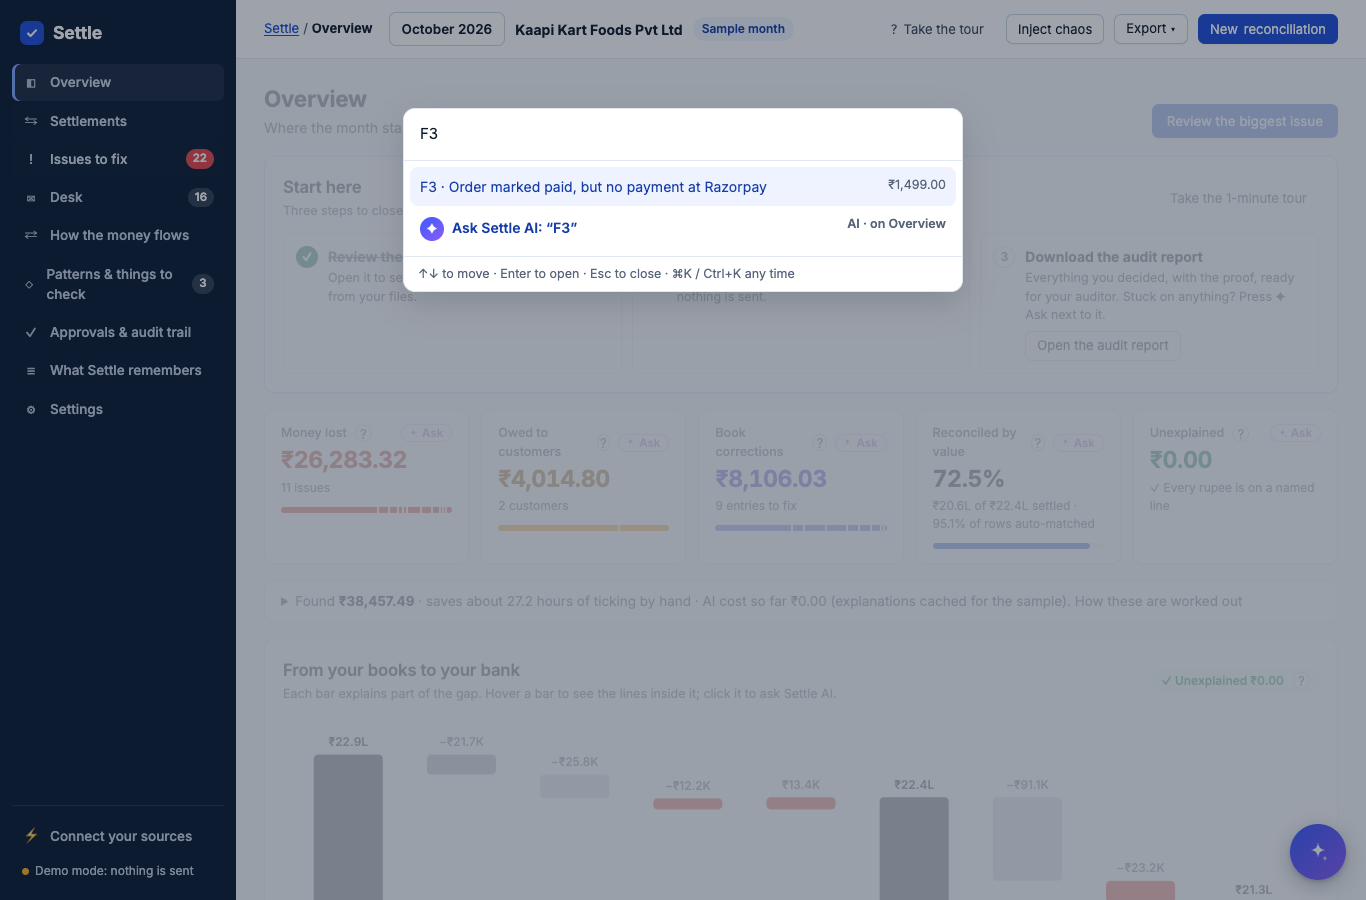 Settle
Overview
Settlements
Issues to fix 22
Desk 16
How the money flows
Patterns & things to
check
3
Approvals & audit trail
What Settle remembers
Settings
Connect your sources
Demo mode: nothing is sent
Settle / Overview
October 2026
Kaapi Kart Foods Pvt Ltd
Sample month
? Take the tour
Inject chaos
Export
New reconciliation
Overview
Where the month sta
Review the biggest issue
F3
F3 · Order marked paid, but no payment at Razorpay ₹1,499.00
Ask Settle AI: “F3” AI · on Overview
↑↓ to move · Enter to open · Esc to close · ⌘K / Ctrl+K any time
Start here
Three steps to close
Take the 1-minute tour
Review the
Open it to se
from your files.
nothing is sent.
3 Download the audit report
Everything you decided, with the proof, ready
for your auditor. Stuck on anything? Press ✦
Ask next to it.
Open the audit report
Money lost ? Ask
₹26,283.32
11 issues
Owed to
customers
? Ask
₹4,014.80
2 customers
Book
corrections
? Ask
₹8,106.03
9 entries to fix
Reconciled by
value
? Ask
72.5%
₹20.6L of ₹22.4L settled ·
95.1% of rows auto-matched
Unexplained ? Ask
₹0.00
✓ Every rupee is on a named
line
Found ₹38,457.49 · saves about 27.2 hours of ticking by hand · AI cost so far ₹0.00 (explanations cached for the sample). How these are worked out
From your books to your bank
Each bar explains part of the gap. Hover a bar to see the lines inside it; click it to ask Settle AI.
✓ Unexplained ₹0.00 ?
₹22.9L
−₹21.7K
−₹25.8K
−₹12.2K
₹13.4K
₹22.4L
−₹91.1K
−₹23.2K
₹21.3L